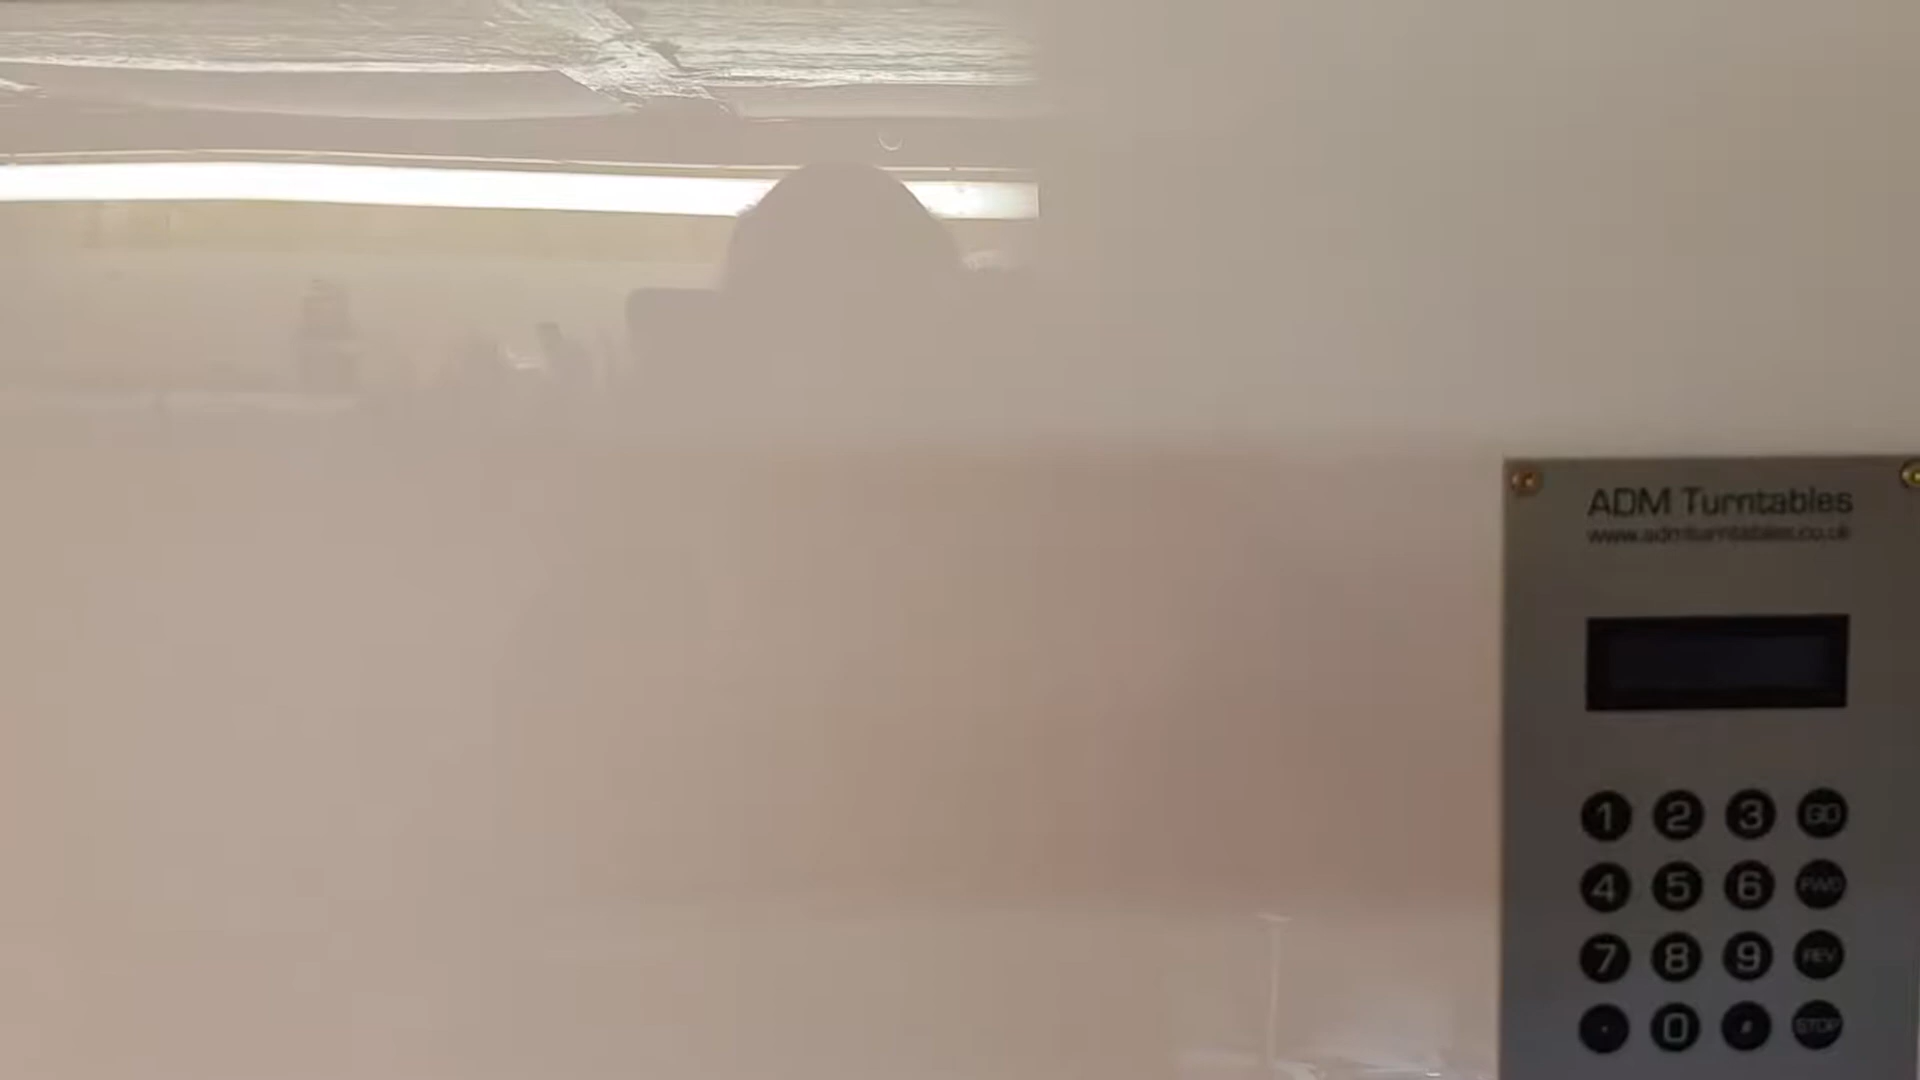 ADM Turntables
www.admturntables.co.uk
1 2 3 GO
4 5 6 FWD
7 8 9 REV
. 0 STOP